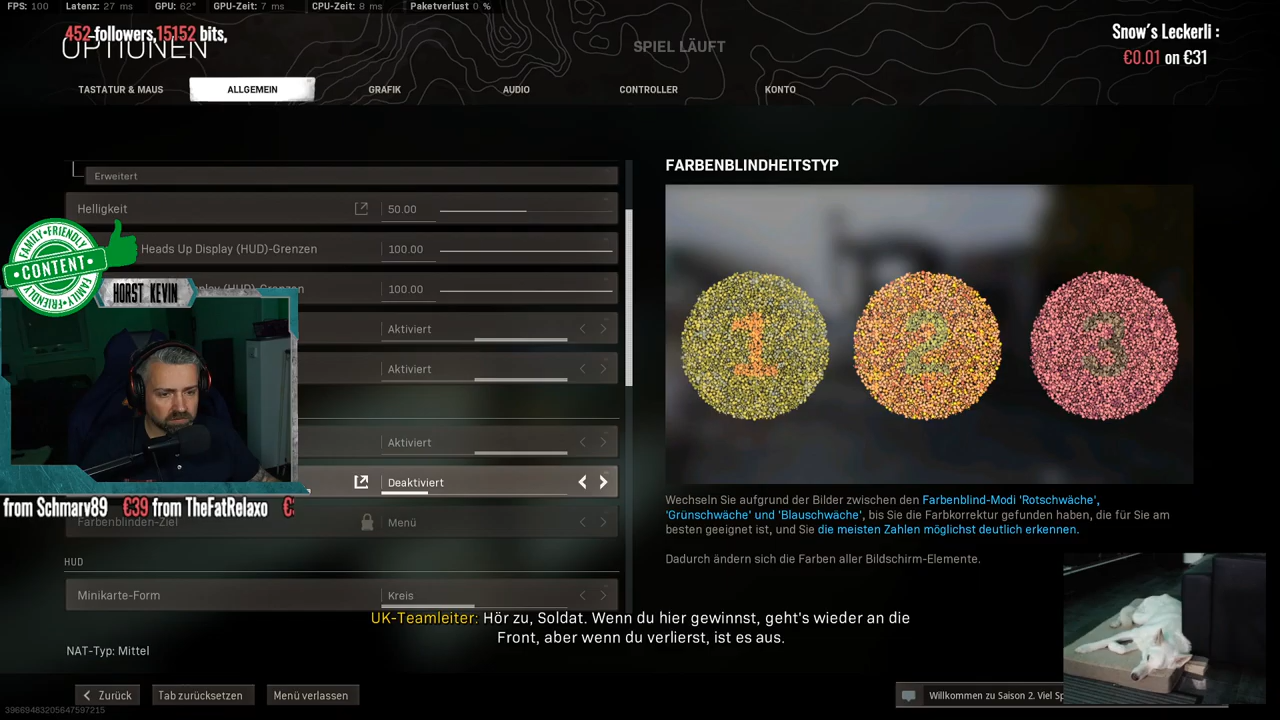 FPS: 100 Latenz: 27 ms GPU: 62° GPU-Zeit: 7 ms CPU-Zeit: 8 ms Paketverlust 0 %
452 followers, 15152 bits,
OPTIONEN
SPIEL LÄUFT
Snow´s Leckerli :
€0.01 on €31
TASTATUR & MAUS
ALLGEMEIN
GRAFIK
AUDIO
CONTROLLER
KONTO
Erweitert
Helligkeit 50.00
Heads Up Display (HUD)-Grenzen 100.00
-Grenzen 100.00
Aktiviert
Aktiviert
Aktiviert
Deaktiviert
Farbenblinden-Ziel Menü
HUD
Minikarte-Form Kreis
FAMILY-FRIENDLY
CONTENT
FAMILY-FRIENDLY
HORST KEVIN
from Schmarv89 €39 from TheFatRelaxo €
FARBENBLINDHEITSTYP
1 2 3
Wechseln Sie aufgrund der Bilder zwischen den Farbenblind-Modi 'Rotschwäche',
'Grünschwäche' und 'Blauschwäche', bis Sie die Farbkorrektur gefunden haben, die für Sie am
besten geeignet ist, und Sie die meisten Zahlen möglichst deutlich erkennen.
Dadurch ändern sich die Farben aller Bildschirm-Elemente.
UK-Teamleiter: Hör zu, Soldat. Wenn du hier gewinnst, geht's wieder an die
Front, aber wenn du verlierst, ist es aus.
NAT-Typ: Mittel
Zurück
Tab zurücksetzen
Menü verlassen
Willkommen zu Saison 2. Viel Sp
39669483205647597215